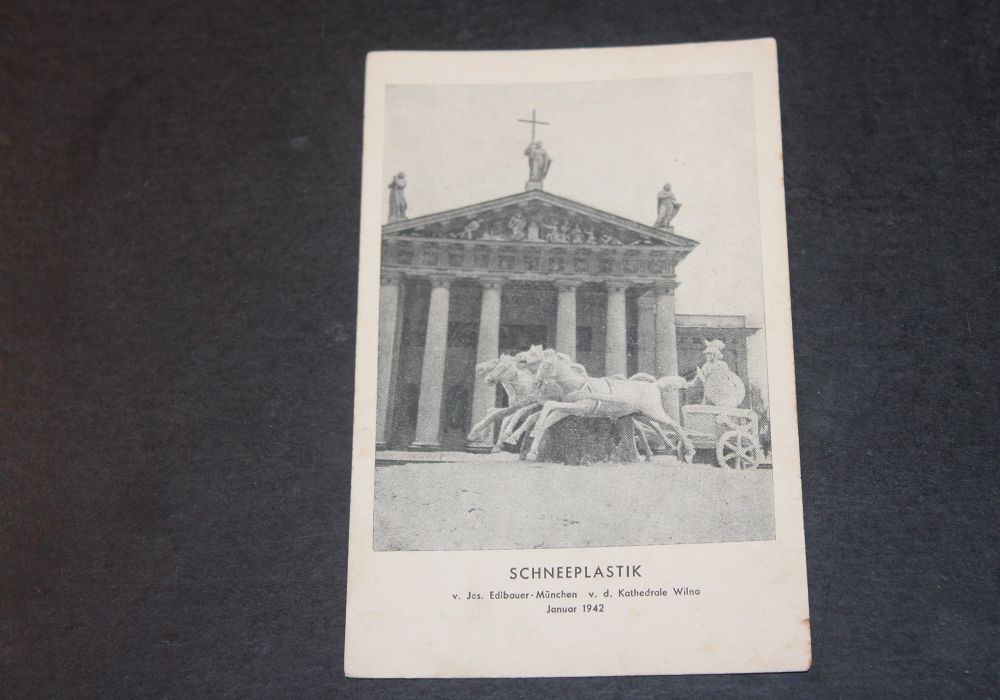 SCHNEEPLASTIK
v. Jos. Edlbauer-München v. d. Kathedrale Wilna
Januar 1942